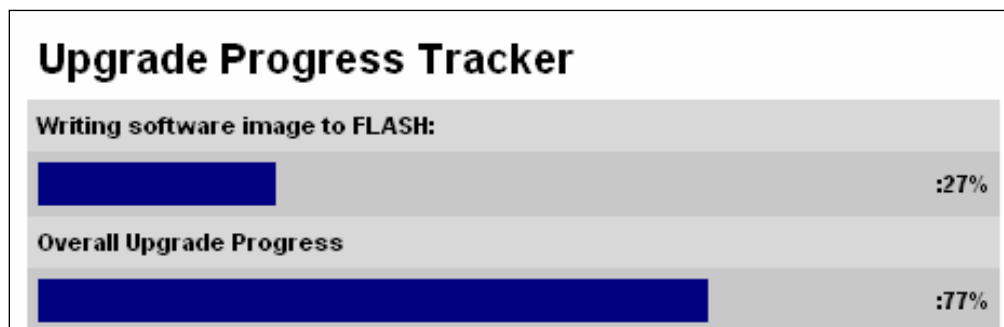 Upgrade Progress Tracker
Writing software image to FLASH:
:27%
Overall Upgrade Progress
:77%